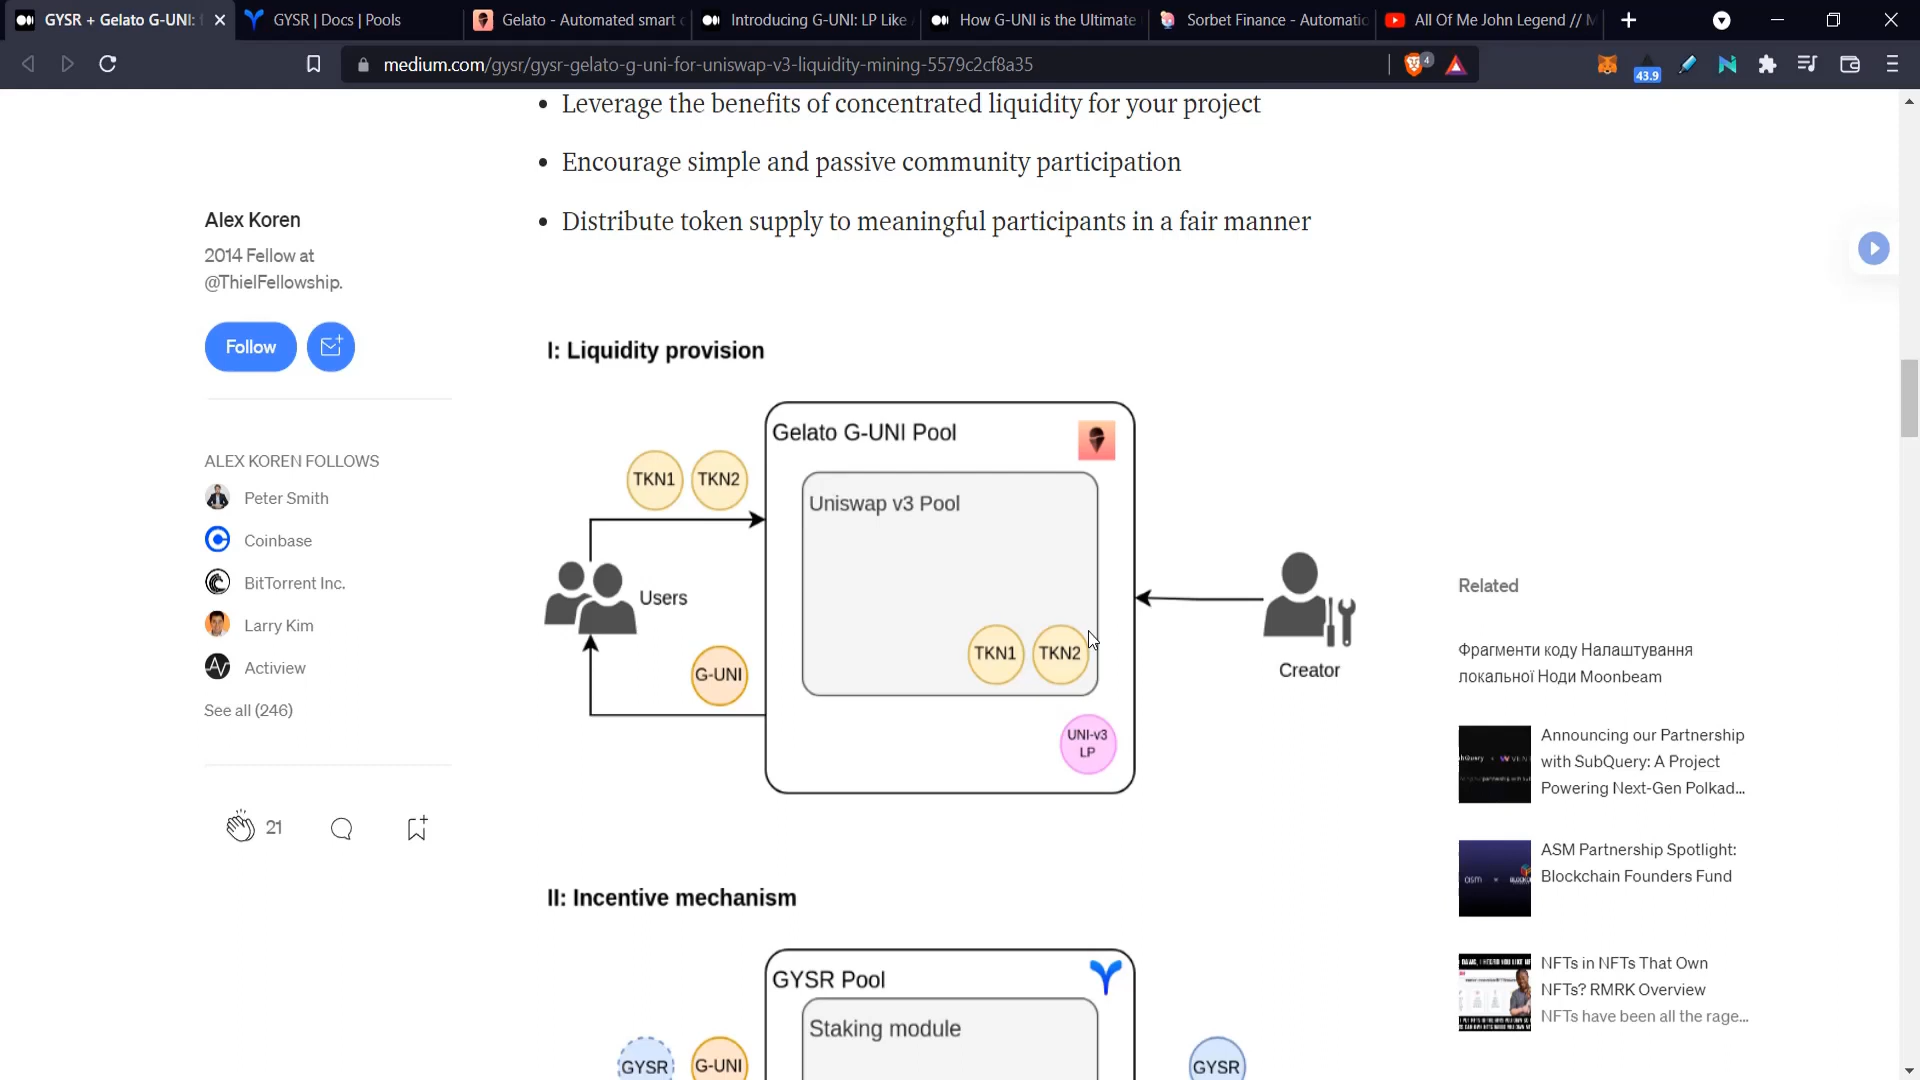 GYSR + Gelato G-UNI:
GYSR | Docs | Pools
Gelato - Automated smart c
Introducing G-UNI: LP Like
How G-UNI is the Ultimate
Sorbet Finance - Automatio
All Of Me John Legend // M
medium.com/gysr/gysr-gelato-g-uni-for-uniswap-v3-liquidity-mining-5579c2cf8a35
4
43.9
Leverage the benefits of concentrated liquidity for your project
Encourage simple and passive community participation
Distribute token supply to meaningful participants in a fair manner
Alex Koren
2014 Fellow at
@ThielFellowship.
Follow
ALEX KOREN FOLLOWS
Peter Smith
Coinbase
BitTorrent Inc.
Larry Kim
Actiview
See all (246)
21
I: Liquidity provision
Gelato G-UNI Pool
TKN1
TKN2
Uniswap v3 Pool
Users
TKN1
TKN2
G-UNI
UNI-v3
LP
Creator
II: Incentive mechanism
GYSR Pool
Staking module
GYSR
G-UNI
GYSR
Related
Фрагменти коду Налаштування
локальної Ноди Moonbeam
Announcing our Partnership
with SubQuery: A Project
Powering Next-Gen Polkad...
ASM Partnership Spotlight:
Blockchain Founders Fund
NFTs in NFTs That Own
NFTs? RMRK Overview
NFTs have been all the rage...